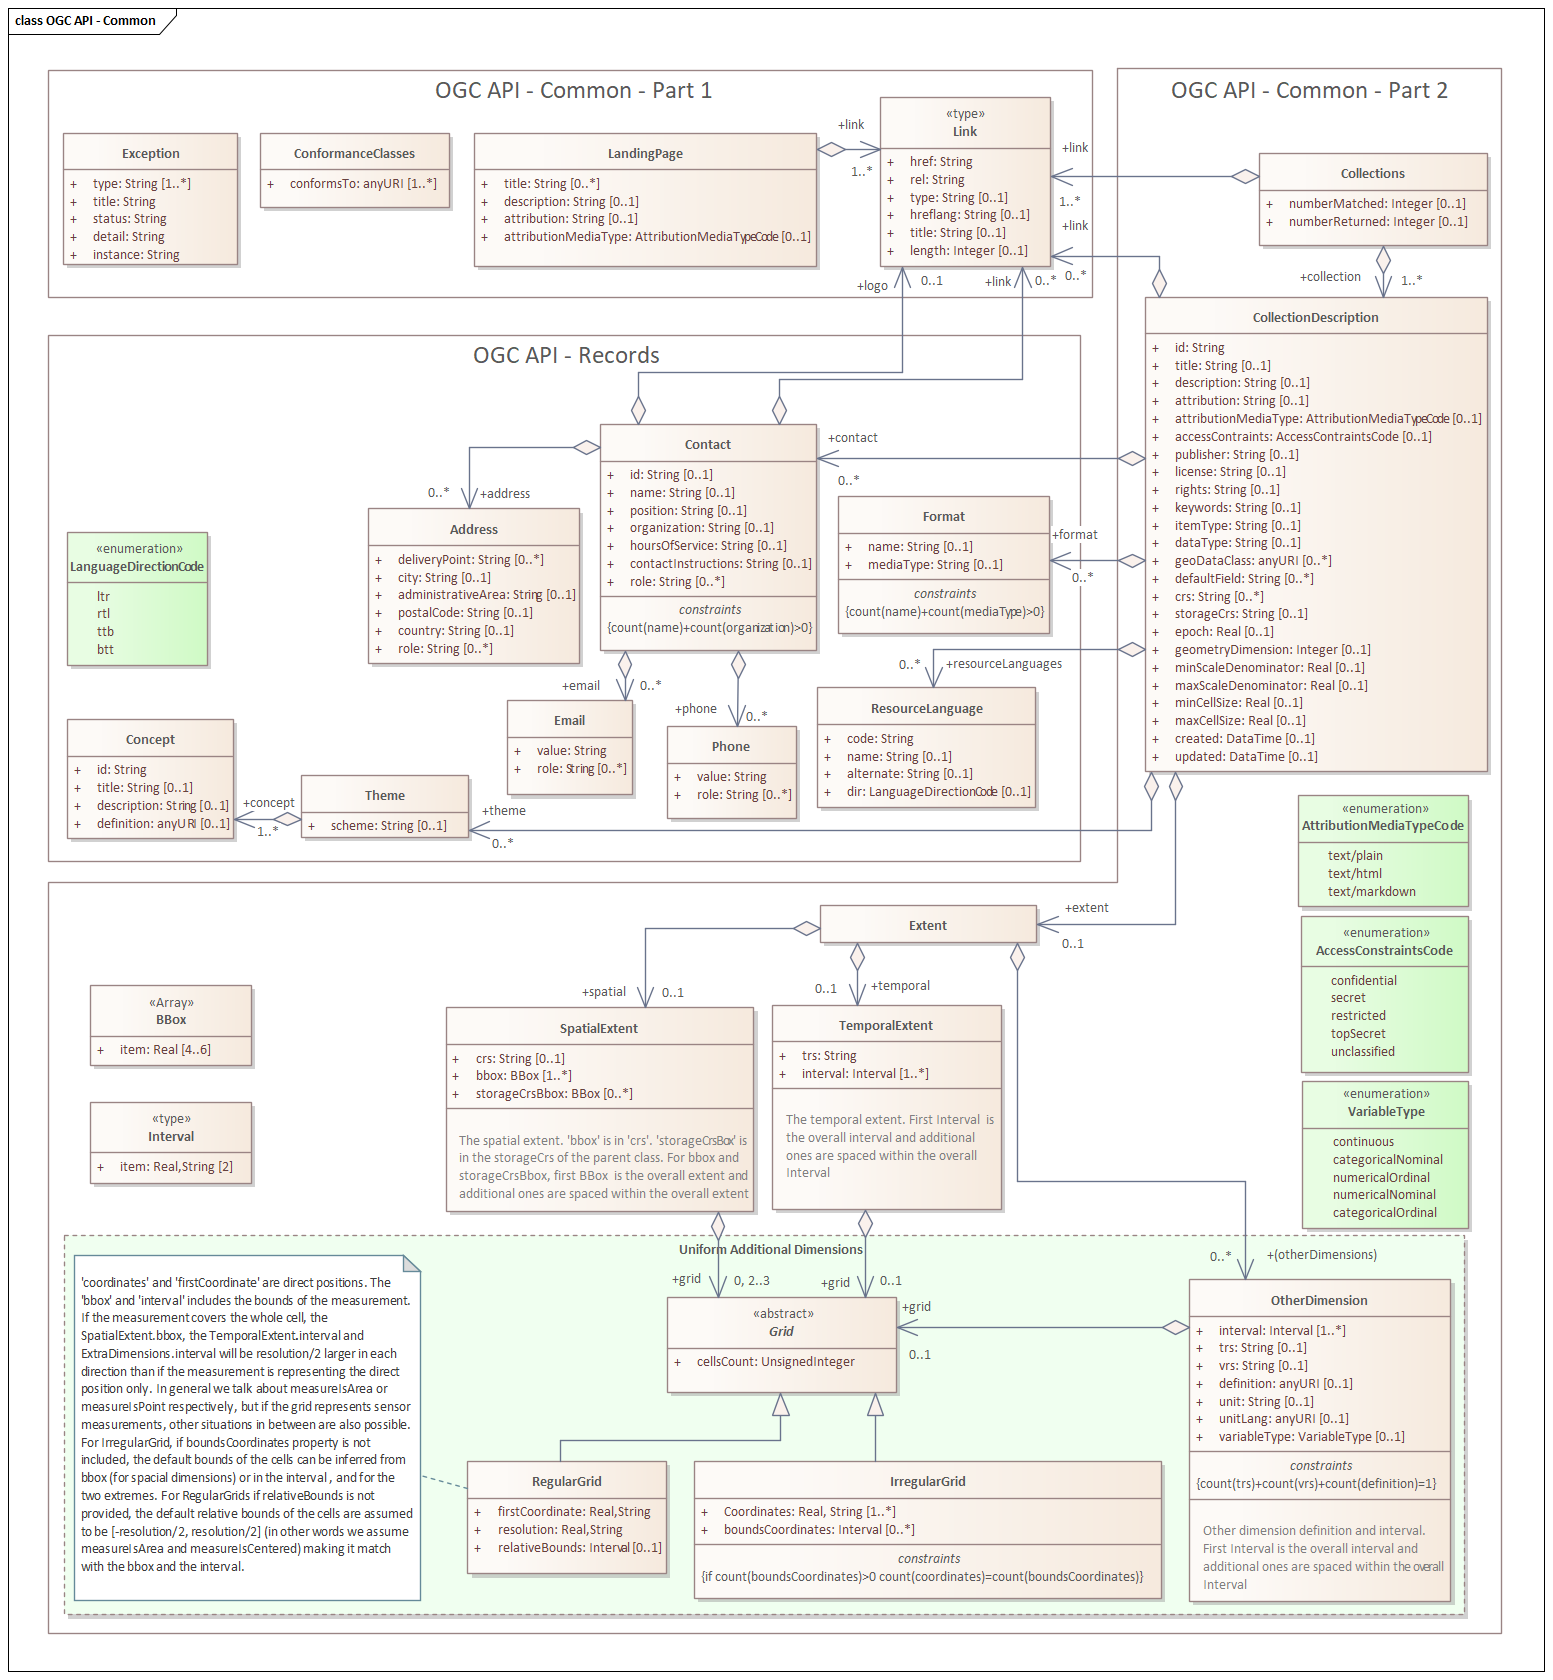 class OGC API - Common
OGC API - Common - Part 1
Exception
+ type: String [1..*]
+ title: String
+ status: String
+ detail: String
+ instance: String
ConformanceClasses
+ conformsTo: anyURI [1..*]
LandingPage
+ title: String [0..*]
+ description: String [0..1]
+ attribution: String [0..1]
+ attributionMediaType: AttributionMediaTypeCode [0..1]
+link
1..*
«type»
Link
+ href: String
+ rel: String
+ type: String [0..1]
+ hreflang: String [0..1]
+ title: String [0..1]
+ length: Integer [0..1]
+link
1..*
+link
0..*
+logo
0..1
+link
0..*
OGC API - Common - Part 2
Collections
+ numberMatched: Integer [0..1]
+ numberReturned: Integer [0..1]
+collection
1..*
CollectionDescription
+ id: String
+ title: String [0..1]
+ description: String [0..1]
+ attribution: String [0..1]
+ attributionMediaType: AttributionMediaTypeCode [0..1]
+ accessContraints: AccessContraintsCode [0..1]
+ publisher: String [0..1]
+ license: String [0..1]
+ rights: String [0..1]
+ keywords: String [0..1]
+ itemType: String [0..1]
+ dataType: String [0..1]
+ geoDataClass: anyURI [0..*]
+ defaultField: String [0..*]
+ crs: String [0..*]
+ storageCrs: String [0..1]
+ epoch: Real [0..1]
+ geometryDimension: Integer [0..1]
+ minScaleDenominator: Real [0..1]
+ maxScaleDenominator: Real [0..1]
+ minCellSize: Real [0..1]
+ maxCellSize: Real [0..1]
+ created: DataTime [0..1]
+ updated: DataTime [0..1]
OGC API - Records
Contact
+ id: String [0..1]
+ name: String [0..1]
+ position: String [0..1]
+ organization: String [0..1]
+ hoursOfService: String [0..1]
+ contactInstructions: String [0..1]
+ role: String [0..*]
constraints
{count(name)+count(organization)>0}
+contact
0..*
0..*
+address
Address
+ deliveryPoint: String [0..*]
+ city: String [0..1]
+ administrativeArea: String [0..1]
+ postalCode: String [0..1]
+ country: String [0..1]
+ role: String [0..*]
Format
+ name: String [0..1]
+ mediaType: String [0..1]
constraints
{count(name)+count(mediaType)>0}
+format
0..*
«enumeration»
LanguageDirectionCode
ltr
rtl
ttb
btt
+email
0..*
Email
+ value: String
+ role: String [0..*]
+phone
0..*
Phone
+ value: String
+ role: String [0..*]
0..*
+resourceLanguages
ResourceLanguage
+ code: String
+ name: String [0..1]
+ alternate: String [0..1]
+ dir: LanguageDirectionCode [0..1]
Concept
+ id: String
+ title: String [0..1]
+ description: String [0..1]
+ definition: anyURI [0..1]
+concept
1..*
Theme
+ scheme: String [0..1]
+theme
0..*
«enumeration»
AttributionMediaTypeCode
text/plain
text/html
text/markdown
«enumeration»
AccessConstraintsCode
confidential
secret
restricted
topSecret
unclassified
«enumeration»
VariableType
continuous
categoricalNominal
numericalOrdinal
numericalNominal
categoricalOrdinal
Extent
+extent
0..1
+spatial
0..1
0..1
+temporal
«Array»
BBox
+ item: Real [4..6]
«type»
Interval
+ item: Real,String [2]
SpatialExtent
+ crs: String [0..1]
+ bbox: BBox [1..*]
+ storageCrsBbox: BBox [0..*]
The spatial extent. 'bbox' is in 'crs'. 'storageCrsBox' is
in the storageCrs of the parent class. For bbox and
storageCrsBbox, first BBox is the overall extent and
additional ones are spaced within the overall extent
TemporalExtent
+ trs: String
+ interval: Interval [1..*]
The temporal extent. First Interval is
the overall interval and additional
ones are spaced within the overall
Interval
Uniform Additional Dimensions
'coordinates' and 'firstCoordinate' are direct positions. The
'bbox' and 'interval' includes the bounds of the measurement.
If the measurement covers the whole cell, the
SpatialExtent.bbox, the TemporalExtent.interval and
ExtraDimensions.interval will be resolution/2 larger in each
direction than if the measurement is representing the direct
position only. In general we talk about measureIsArea or
measureIsPoint respectively, but if the grid represents sensor
measurements, other situations in between are also possible.
For IrregularGrid, if boundsCoordinates property is not
included, the default bounds of the cells can be inferred from
bbox (for spacial dimensions) or in the interval , and for the
two extremes. For RegularGrids if relativeBounds is not
provided, the default relative bounds of the cells are assumed
to be [-resolution/2, resolution/2] (in other words we assume
measureIsArea and measureIsCentered) making it match
with the bbox and the interval.
+grid
0, 2..3
+grid
0..1
«abstract»
Grid
+ cellsCount: UnsignedInteger
+grid
0..1
0..*
+(otherDimensions)
OtherDimension
+ interval: Interval [1..*]
+ trs: String [0..1]
+ vrs: String [0..1]
+ definition: anyURI [0..1]
+ unit: String [0..1]
+ unitLang: anyURI [0..1]
+ variableType: VariableType [0..1]
constraints
{count(trs)+count(vrs)+count(definition)=1}
Other dimension definition and interval.
First Interval is the overall interval and
additional ones are spaced within the overall
Interval
RegularGrid
+ firstCoordinate: Real,String
+ resolution: Real,String
+ relativeBounds: Interval [0..1]
IrregularGrid
+ Coordinates: Real, String [1..*]
+ boundsCoordinates: Interval [0..*]
constraints
{if count(boundsCoordinates)>0 count(coordinates)=count(boundsCoordinates)}